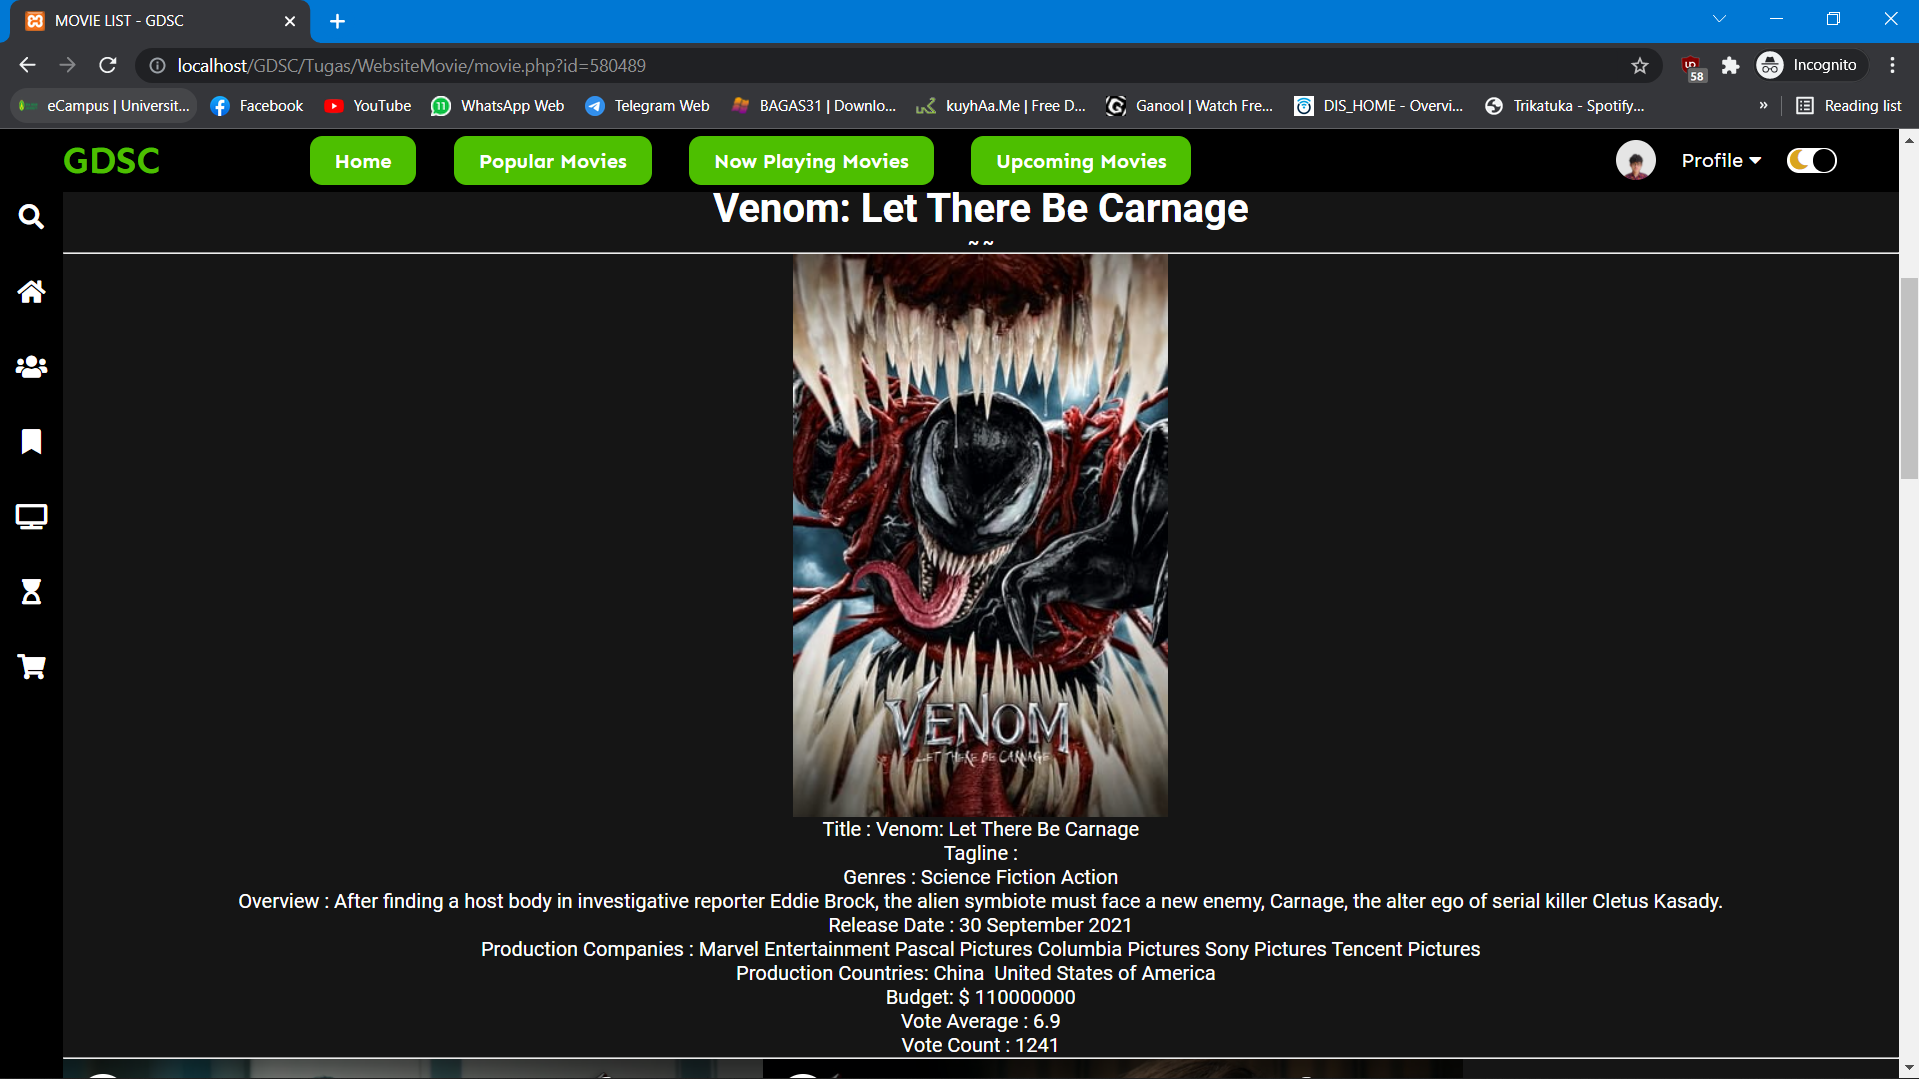 MOVIE LIST - GDSC
localhost/GDSC/Tugas/WebsiteMovie/movie.php?id=580489
58
Incognito
eCampus | Universit...
Facebook
YouTube
11
WhatsApp Web
Telegram Web
BAGAS31 | Downlo...
kuyhAa.Me | Free D...
Ganool | Watch Fre...
DIS_HOME - Overvi...
Trikatuka - Spotify...
»
Reading list
GDSC
Home
Popular Movies
Now Playing Movies
Upcoming Movies
Profile
Venom: Let There Be Carnage
~ ~
VENOM
LET THERE BE CARNAGE
Title : Venom: Let There Be Carnage
Tagline :
Genres : Science Fiction Action
Overview : After finding a host body in investigative reporter Eddie Brock, the alien symbiote must face a new enemy, Carnage, the alter ego of serial killer Cletus Kasady.
Release Date : 30 September 2021
Production Companies : Marvel Entertainment Pascal Pictures Columbia Pictures Sony Pictures Tencent Pictures
Production Countries: China  United States of America
Budget: $ 110000000
Vote Average : 6.9
Vote Count : 1241